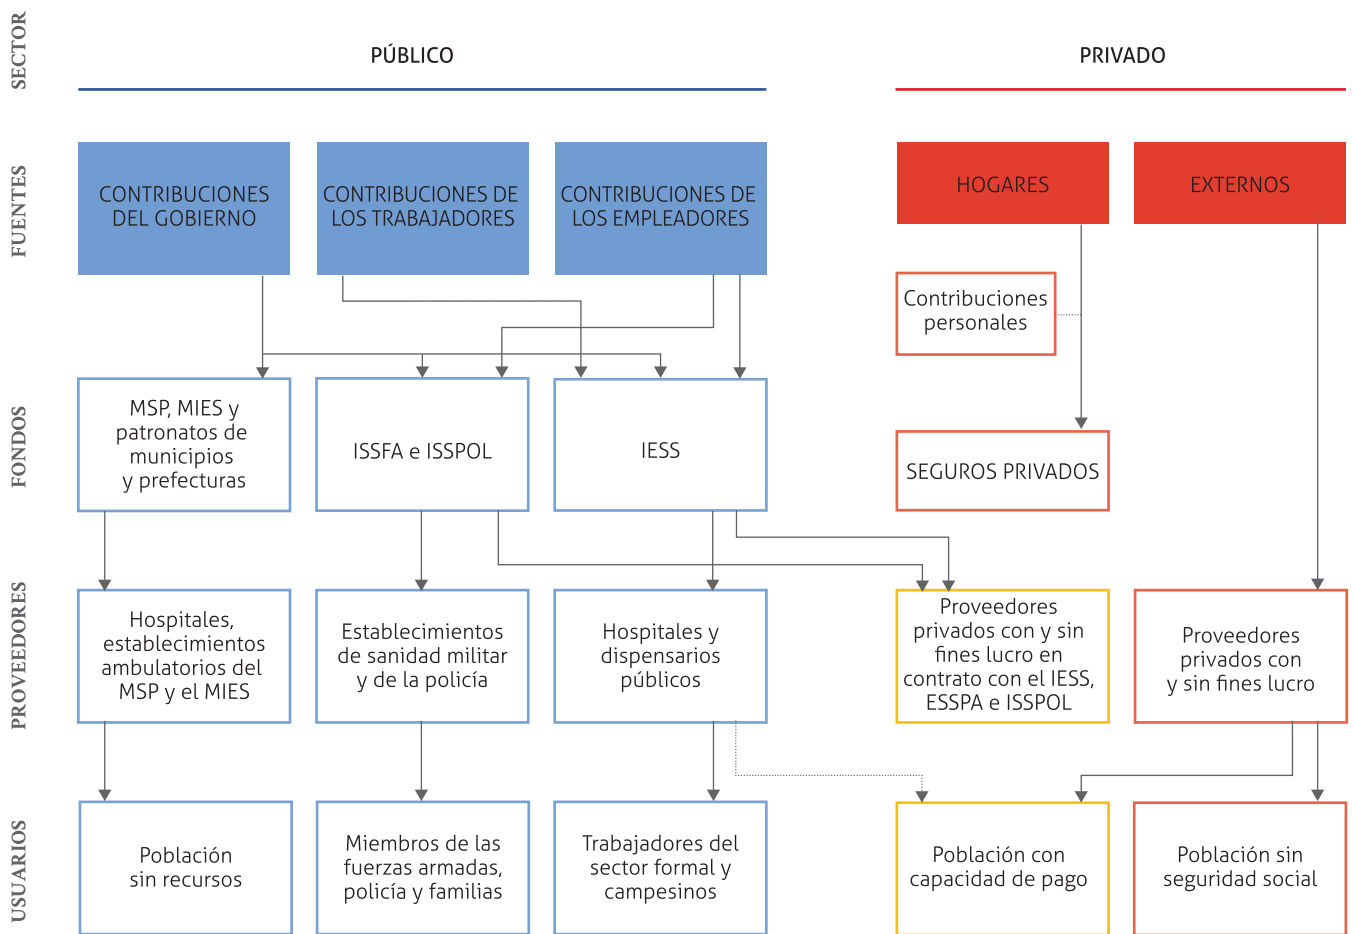 SECTOR
PÚBLICO
PRIVADO
FUENTES
CONTRIBUCIONES
DEL GOBIERNO
CONTRIBUCIONES DE
LOS TRABAJADORES
CONTRIBUCIONES DE
LOS EMPLEADORES
HOGARES
EXTERNOS
Contribuciones
personales
FONDOS
MSP, MIES y
patronatos de
municipios
y prefecturas
ISSFA e ISSPOL
IESS
SEGUROS PRIVADOS
PROVEEDORES
Hospitales,
establecimientos
ambulatorios del
MSP y el MIES
Establecimientos
de sanidad militar
y de la policía
Hospitales y
dispensarios
públicos
Proveedores
privados con y sin
fines lucro en
contrato con el IESS,
ESSPA e ISSPOL
Proveedores
privados con
y sin fines lucro
USUARIOS
Población
sin recursos
Miembros de las
fuerzas armadas,
policía y familias
Trabajadores del
sector formal y
campesinos
Población con
capacidad de pago
Población sin
seguridad social